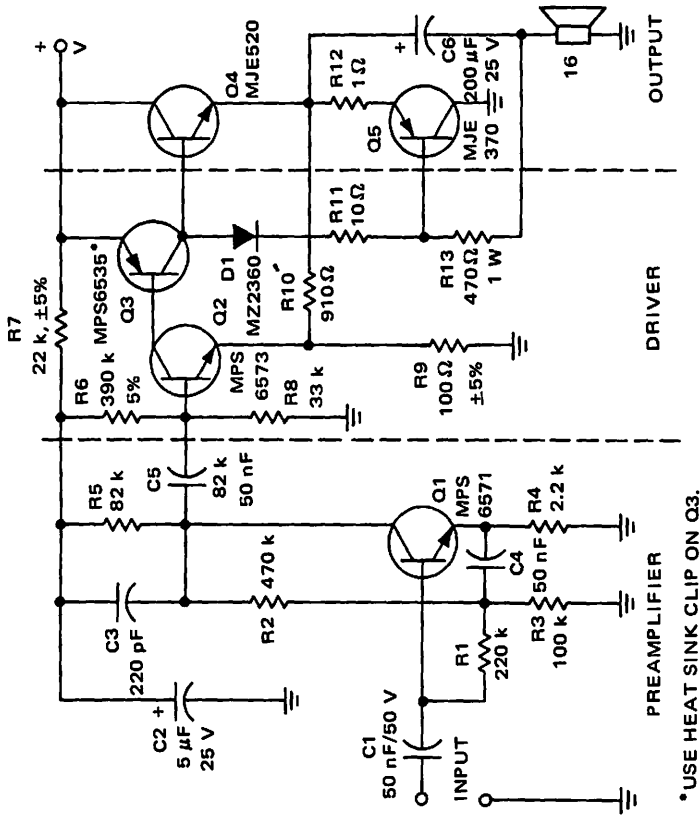 C2 +
5 µF
25 V
C3
220 pF
R5
82 k
R2
470 k
C5
82 k
50 nF
C1
50 nF/50 V
INPUT
R1
220 k
R3
100 k
C4
50 nF
Q1
MPS
6571
R4
2.2 k
PREAMPLIFIER
*USE HEAT SINK CLIP ON Q3.
R7
22 k, ±5%
R6
390 k
5%
MPS6535*
Q3
Q2
MPS
6573
R8
33 k
D1
MZ2360
R10
910Ω
R9
100 Ω
±5%
R11
10Ω
R13
470Ω
1 W
DRIVER
+
V
Q4
MJE520
R12
1 Ω
Q5
MJE
370
+
C6
200 µF
25 V
16
OUTPUT